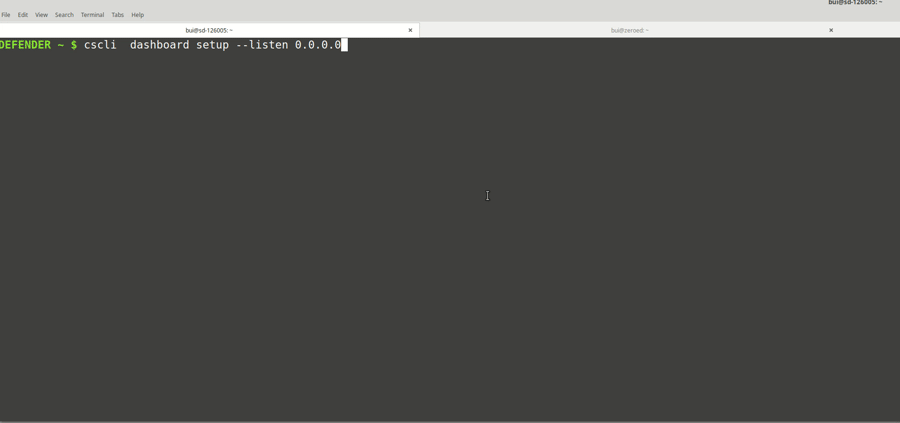 bui@sd-126005: ~
File Edit View Search Terminal Tabs Help
bui@sd-126005: ~ × bui@zeroed: ~ ×
DEFENDER ~ $ cscli  dashboard setup --listen 0.0.0.0